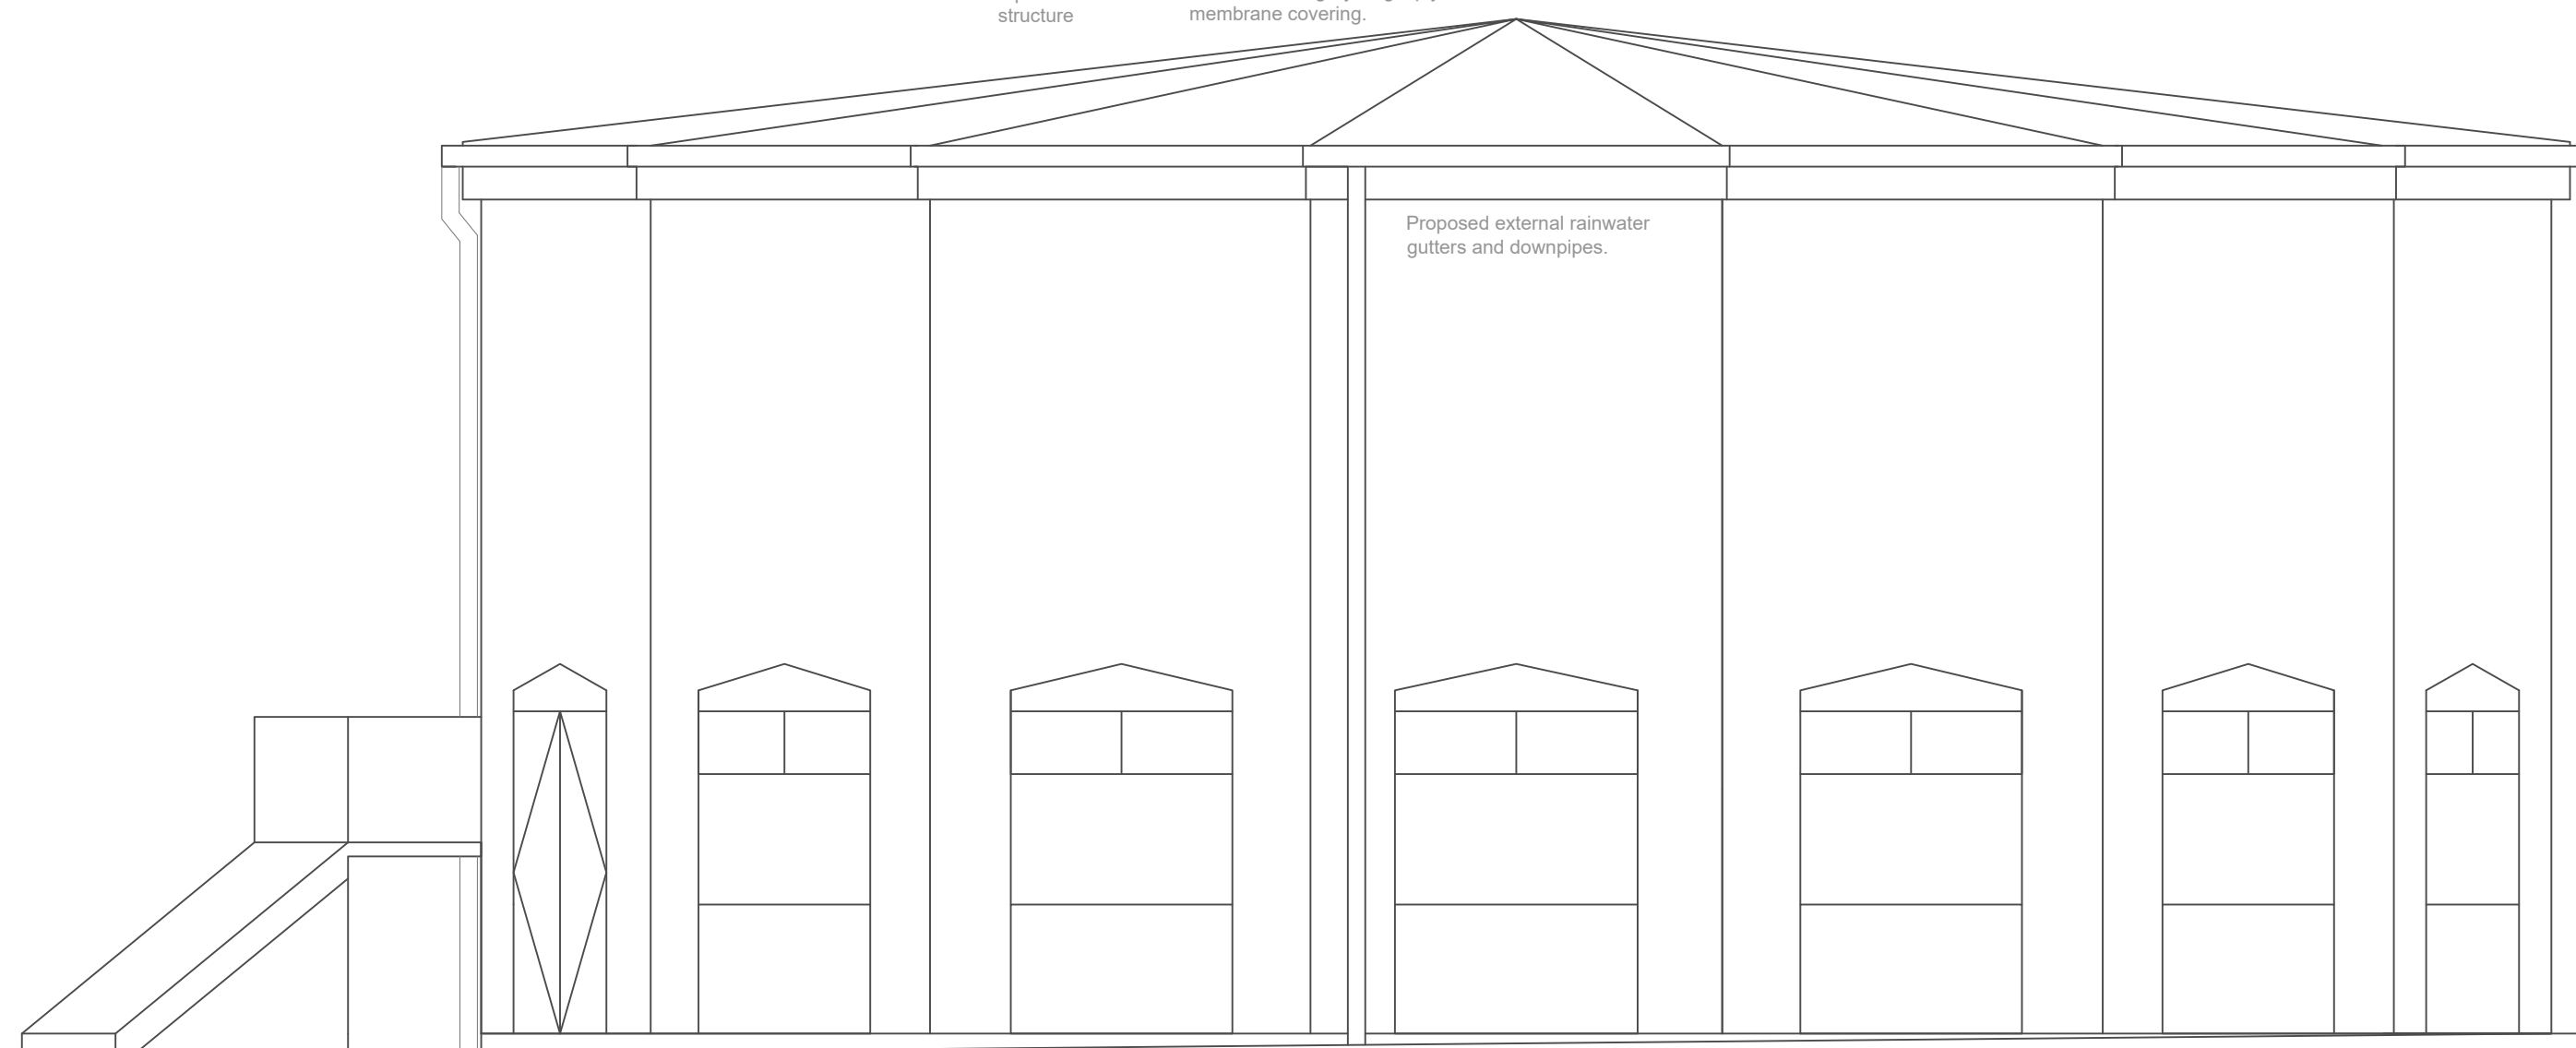 structure
membrane covering.
Proposed external rainwater
gutters and downpipes.